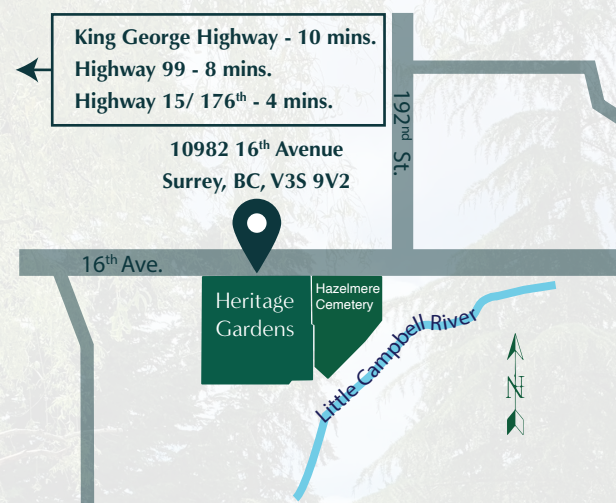 King George Highway - 10 mins.
Highway 99 - 8 mins.
Highway 15/ 176th - 4 mins.
192nd St.
10982 16th Avenue
Surrey, BC, V3S 9V2
16th Ave.
Heritage
Gardens
Hazelmere
Cemetery
Little Campbell River
N